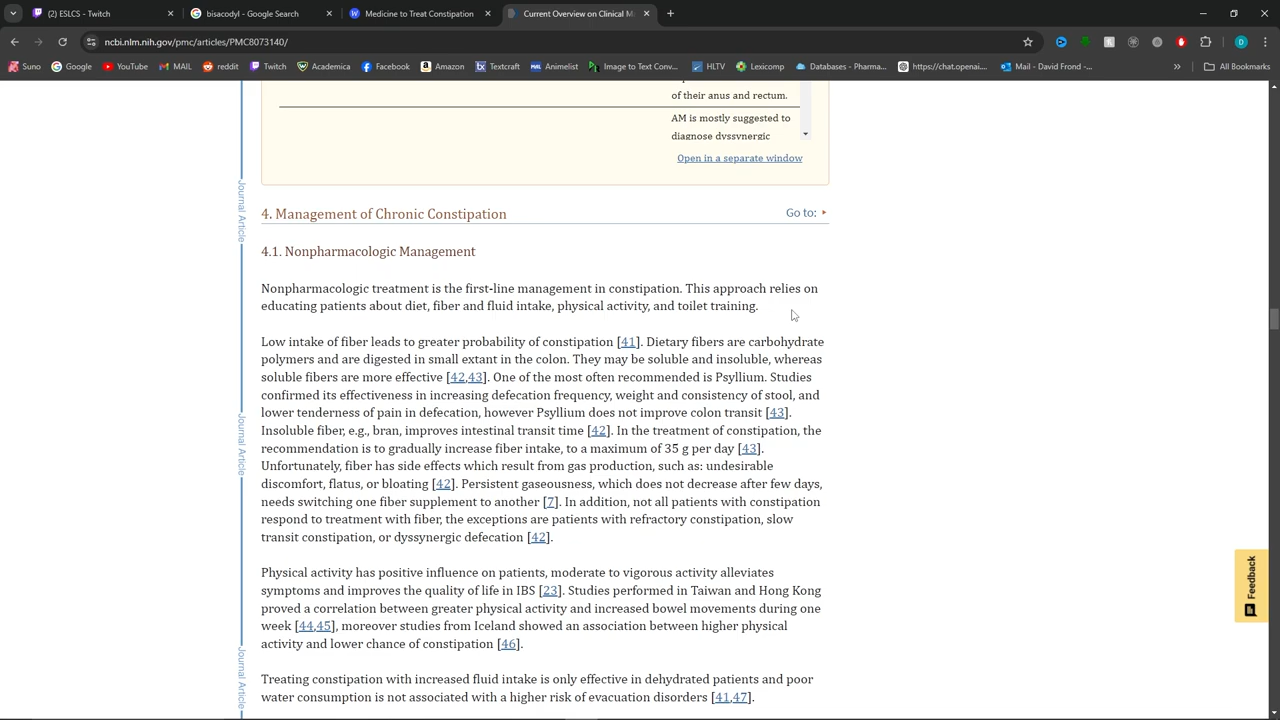 (2) ESLCS - Twitch
bisacodyl - Google Search
Medicine to Treat Constipation
Current Overview on Clinical M
ncbi.nlm.nih.gov/pmc/articles/PMC8073140/
Suno Google YouTube MAIL reddit Twitch Academica Facebook Amazon Textcraft Animelist Image to Text Conv... HLTV Lexcomp Databases - Pharma... https://chat.openai.... Mail - David Frond -... » All Bookmarks
of their anus and rectum.
AM is mostly suggested to
diagnose dyssynergic
Open in a separate window
Journal Article
4. Management of Chronic Constipation
Go to:
4.1. Nonpharmacologic Management
Nonpharmacologic treatment is the first-line management in constipation. This approach relies on
educating patients about diet, fiber and fluid intake, physical activity, and toilet training.
Low intake of fiber leads to greater probability of constipation [41]. Dietary fibers are carbohydrate
polymers and are digested in small extent in the colon. They may be soluble and insoluble, whereas
soluble fibers are more effective [42,43]. One of the most often recommended is Psyllium. Studies
confirmed its effectiveness in increasing defecation frequency, weight and consistency of stool, and
lower tenderness of pain in defecation, however Psyllium does not improve colon transit [43].
Journal Article
Insoluble fiber, e.g., bran, improves intestine transit time [42]. In the treatment of constipation, the
recommendation is to gradually increase fiber intake, to a maximum of 35 g per day [43].
Unfortunately, fiber has side effects which result from gas production, such as: undesirable
discomfort, flatus, or bloating [42]. Persistent gaseousness, which does not decrease after few days,
needs switching one fiber supplement to another [7]. In addition, not all patients with constipation
respond to treatment with fiber, the exceptions are patients with refractory constipation, slow
transit constipation, or dyssynergic defecation [42].
Physical activity has positive influence on patients, moderate to vigorous activity alleviates
symptoms and improves the quality of life in IBS [23]. Studies performed in Taiwan and Hong Kong
proved a correlation between greater physical activity and increased bowel movements during one
week [44,45], moreover studies from Iceland showed an association between higher physical
activity and lower chance of constipation [46].
Journal Article
Treating constipation with increased fluid intake is only effective in dehydrated patients and poor
water consumption is not associated with a higher risk of evacuation disorders [41,47].
Feedback